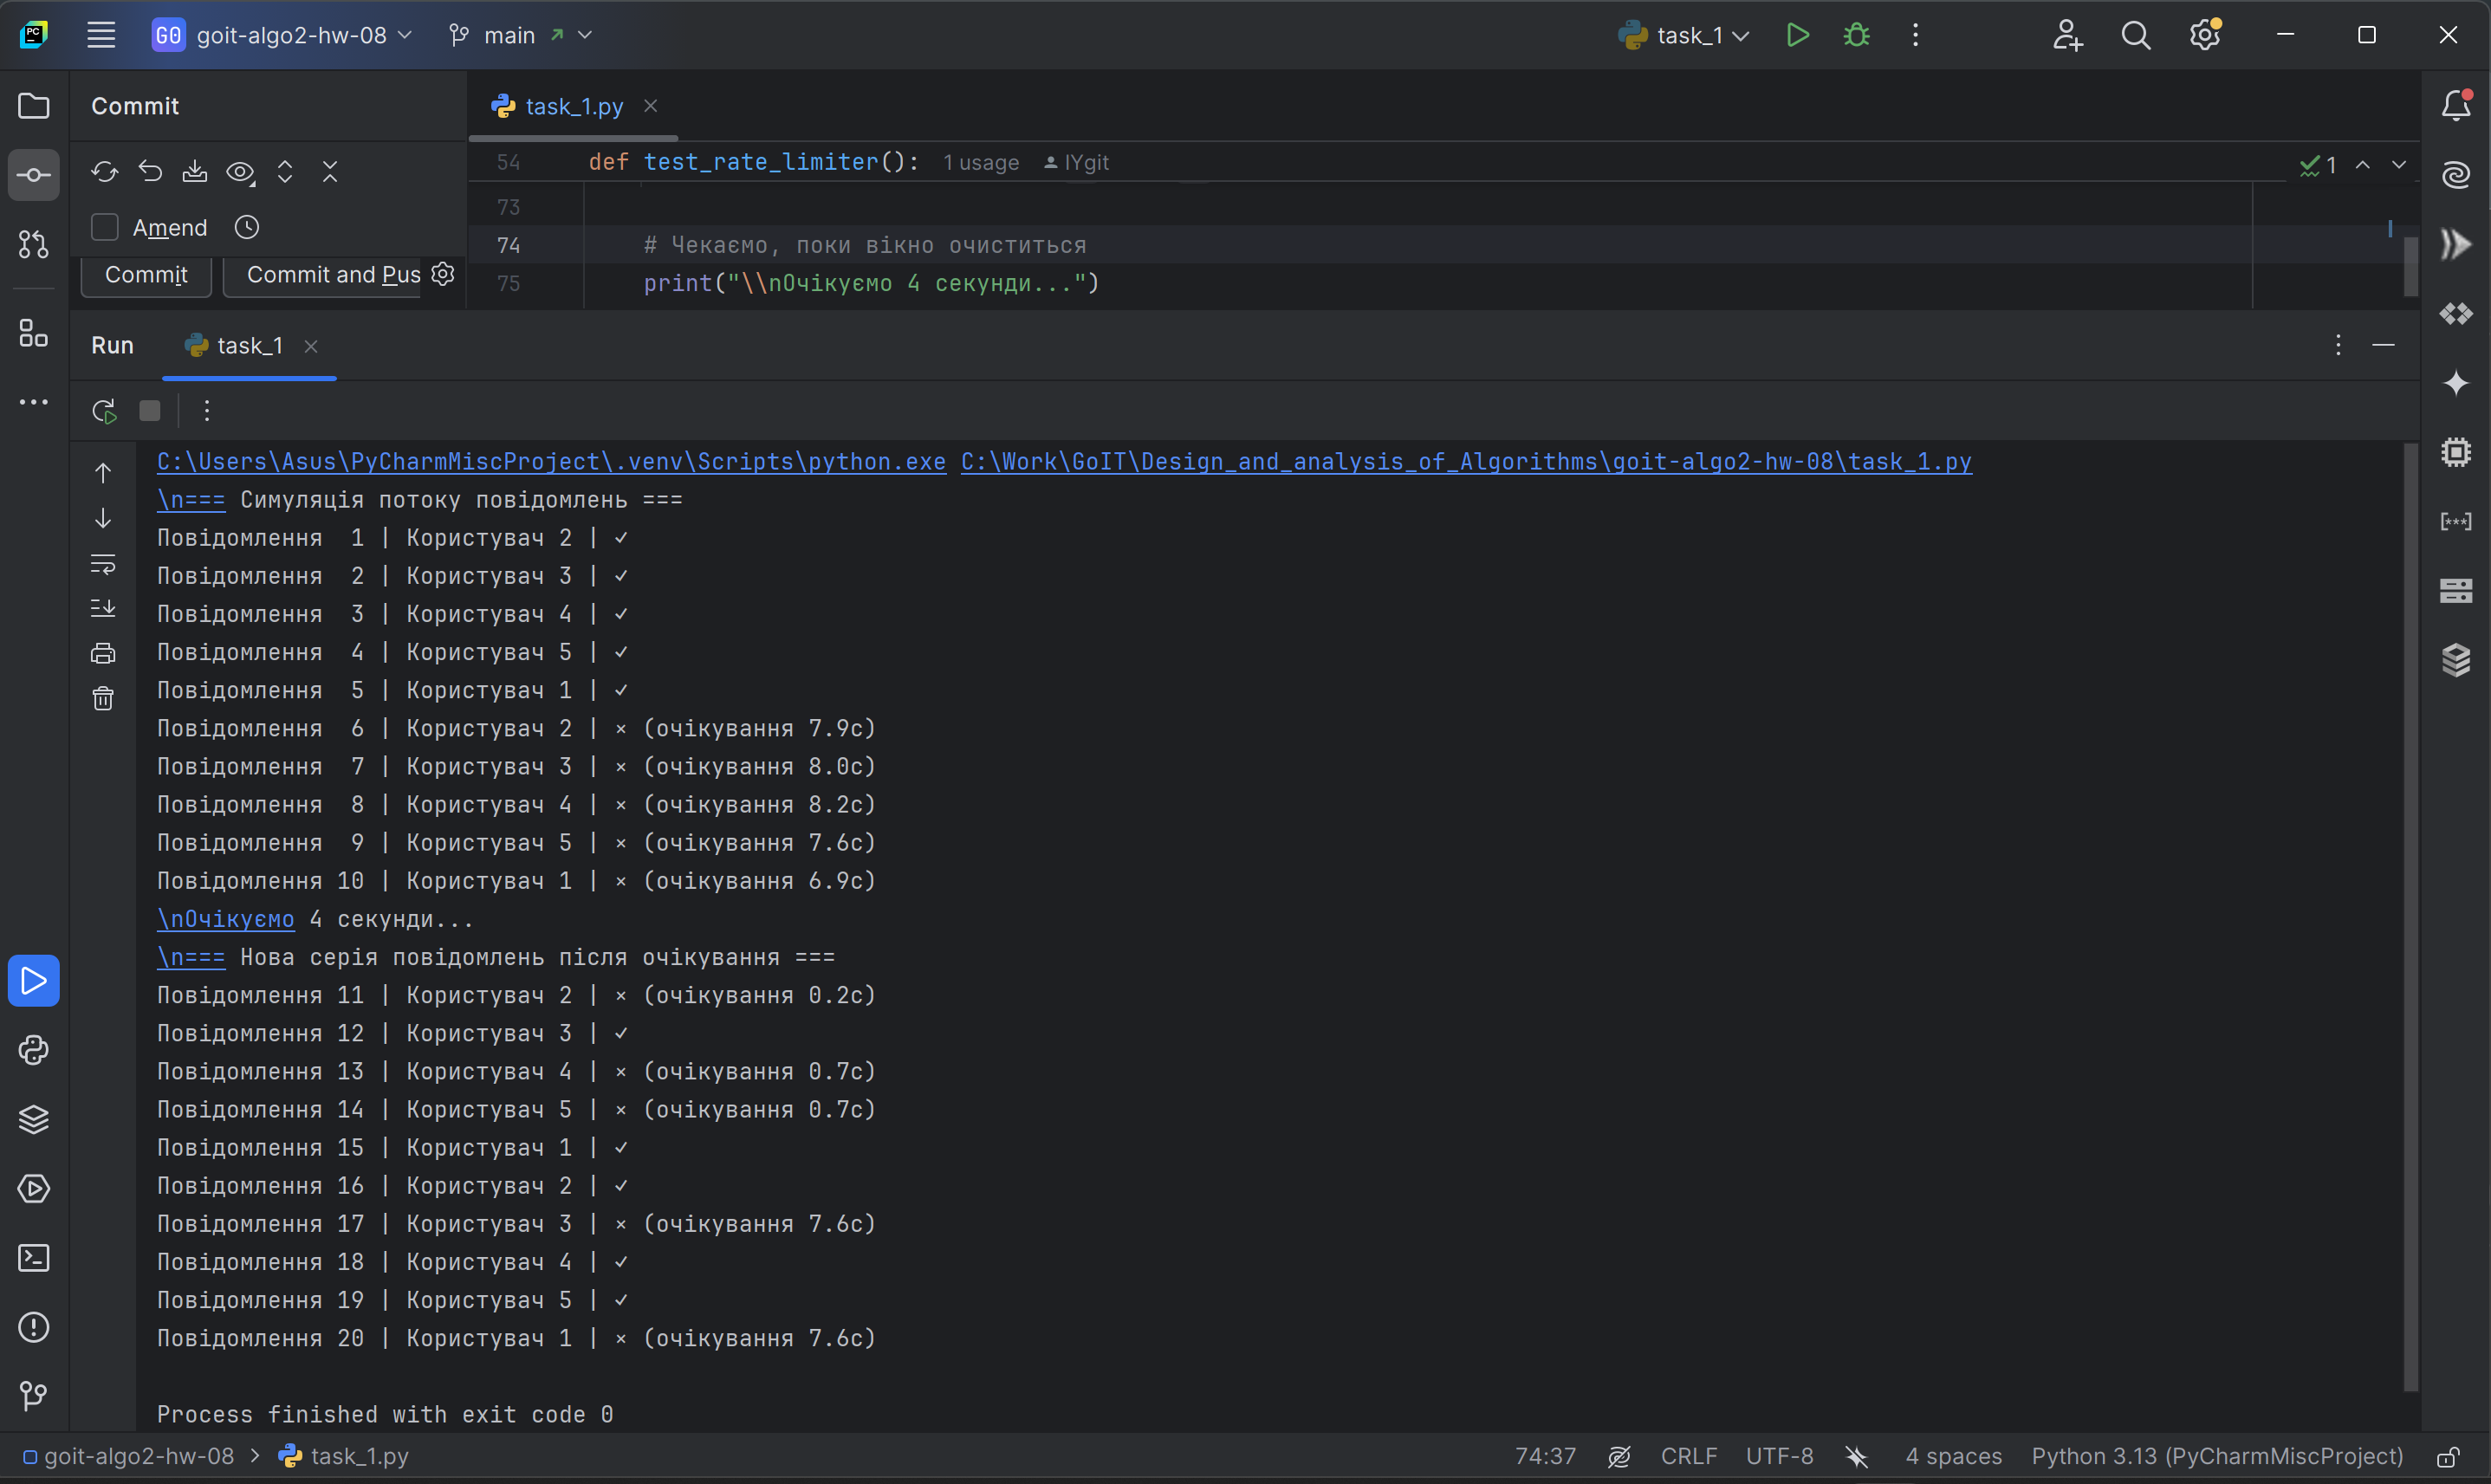 PC GO goit-algo2-hw-08 main task_1
Commit
task_1.py
54 def test_rate_limiter(): 1 usage IYgit
1
73
Amend
74 # Чекаємо, поки вікно очиститься
Commit Commit and Pus
75 print("\\nОчікуємо 4 секунди...")
Run task_1
C:\Users\Asus\PyCharmMiscProject\.venv\Scripts\python.exe C:\Work\GoIT\Design_and_analysis_of_Algorithms\goit-algo2-hw-08\task_1.py
\n=== Симуляція потоку повідомлень ===
Повідомлення  1 | Користувач 2 | ✓
Повідомлення  2 | Користувач 3 | ✓
Повідомлення  3 | Користувач 4 | ✓
Повідомлення  4 | Користувач 5 | ✓
Повідомлення  5 | Користувач 1 | ✓
Повідомлення  6 | Користувач 2 | × (очікування 7.9с)
Повідомлення  7 | Користувач 3 | × (очікування 8.0с)
Повідомлення  8 | Користувач 4 | × (очікування 8.2с)
Повідомлення  9 | Користувач 5 | × (очікування 7.6с)
Повідомлення 10 | Користувач 1 | × (очікування 6.9с)
\nОчікуємо 4 секунди...
\n=== Нова серія повідомлень після очікування ===
Повідомлення 11 | Користувач 2 | × (очікування 0.2с)
Повідомлення 12 | Користувач 3 | ✓
Повідомлення 13 | Користувач 4 | × (очікування 0.7с)
Повідомлення 14 | Користувач 5 | × (очікування 0.7с)
Повідомлення 15 | Користувач 1 | ✓
Повідомлення 16 | Користувач 2 | ✓
Повідомлення 17 | Користувач 3 | × (очікування 7.6с)
Повідомлення 18 | Користувач 4 | ✓
Повідомлення 19 | Користувач 5 | ✓
Повідомлення 20 | Користувач 1 | × (очікування 7.6с)
Process finished with exit code 0
goit-algo2-hw-08 > task_1.py 74:37 CRLF UTF-8 4 spaces Python 3.13 (PyCharmMiscProject)